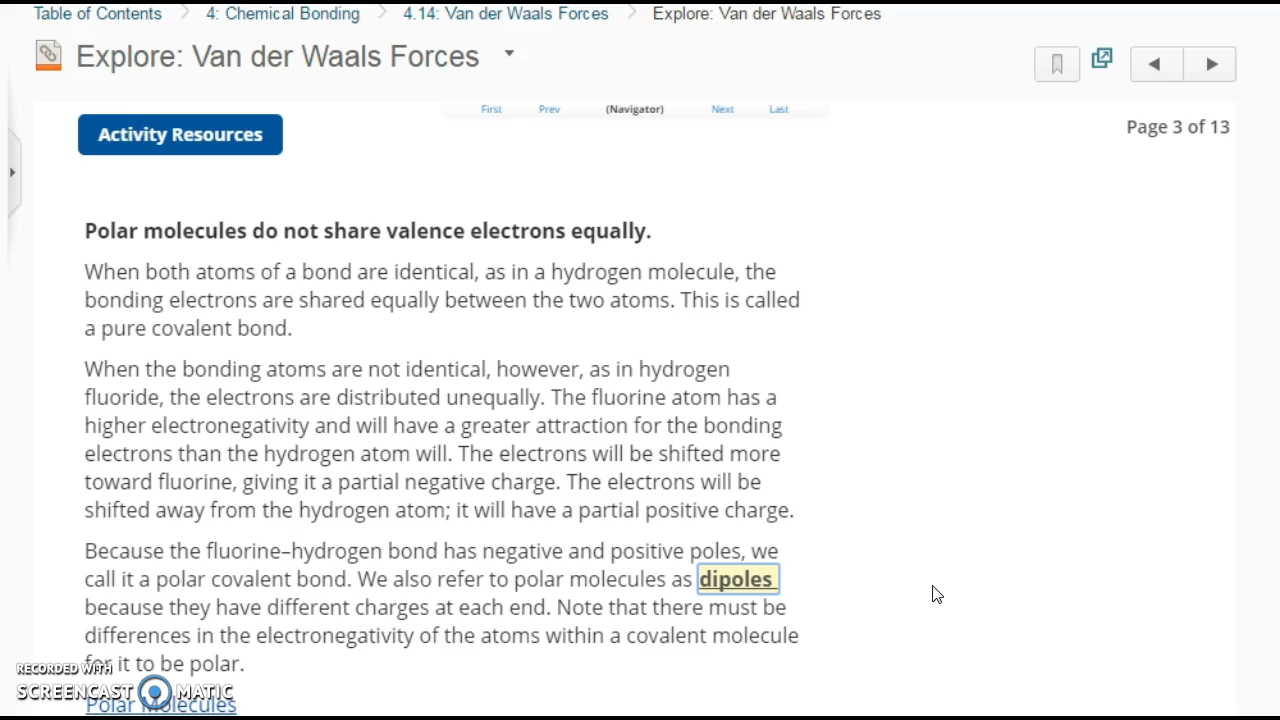 Table of Contents > 4: Chemical Bonding > 4.14: Van der Waals Forces > Explore: Van der Waals Forces
Explore: Van der Waals Forces
First Prev (Navigator) Next Last
Activity Resources
Page 3 of 13
Polar molecules do not share valence electrons equally.
When both atoms of a bond are identical, as in a hydrogen molecule, the
bonding electrons are shared equally between the two atoms. This is called
a pure covalent bond.
When the bonding atoms are not identical, however, as in hydrogen
fluoride, the electrons are distributed unequally. The fluorine atom has a
higher electronegativity and will have a greater attraction for the bonding
electrons than the hydrogen atom will. The electrons will be shifted more
toward fluorine, giving it a partial negative charge. The electrons will be
shifted away from the hydrogen atom; it will have a partial positive charge.
Because the fluorine–hydrogen bond has negative and positive poles, we
call it a polar covalent bond. We also refer to polar molecules as dipoles
because they have different charges at each end. Note that there must be
differences in the electronegativity of the atoms within a covalent molecule
for it to be polar.
RECORDED WITH
SCREENCAST MATIC
Polar Molecules